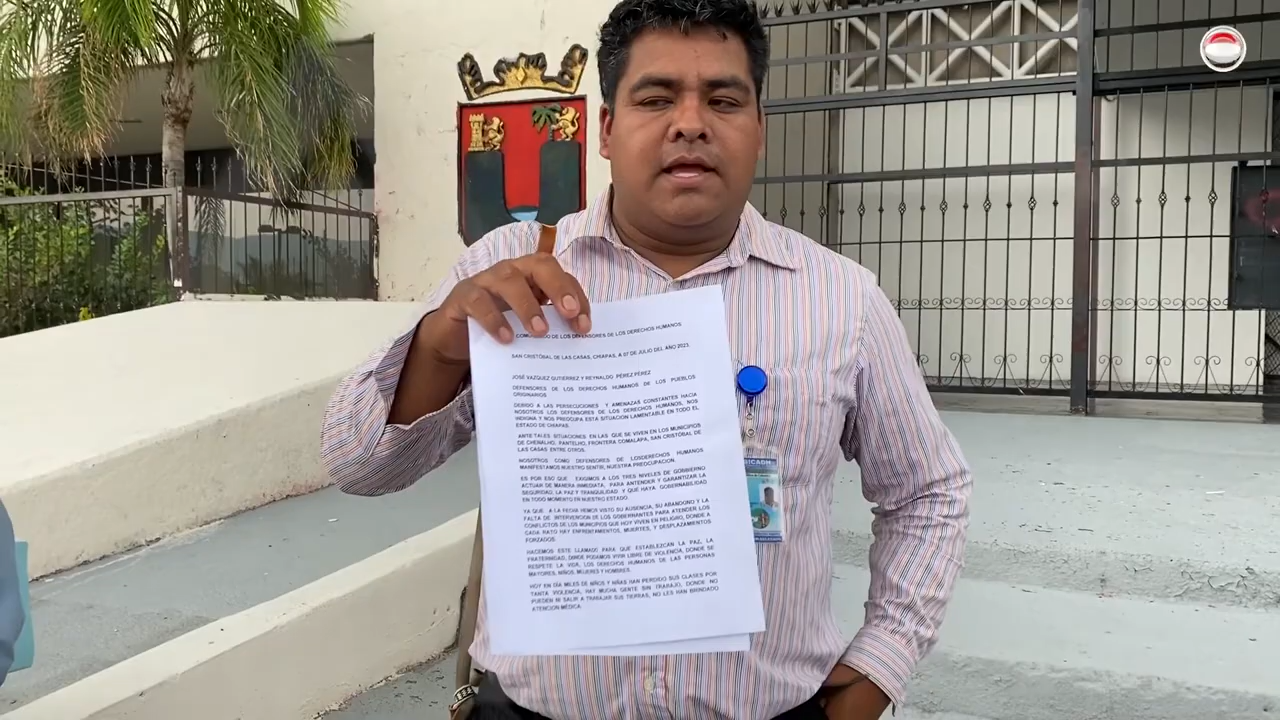 COMUNICADO DE LOS DEFENSORES DE LOS DERECHOS HUMANOS
SAN CRISTÓBAL DE LAS CASAS, CHIAPAS, A 07 DE JULIO DEL AÑO 2023.
JOSÉ VAZQUEZ GUTIERREZ Y REYNALDO PÉREZ PÉREZ
DEFENSORES DE LOS DERECHOS HUMANOS DE LOS PUEBLOS
ORIGINARIOS
DEBIDO A LAS PERSECUCIONES Y AMENAZAS CONSTANTES HACIA
NOSOTROS LOS DEFENSORES DE LOS DERECHOS HUMANOS, NOS
INDIGNA Y NOS PREOCUPA ESTA SITUACIÓN LAMENTABLE EN TODO EL
ESTADO DE CHIAPAS.
ANTE TALES SITUACIONES EN LAS QUE SE VIVEN EN LOS MUNICIPIOS
DE CHENALHO, PANTELHO, FRONTERA COMALAPA, SAN CRISTÓBAL DE
LAS CASAS ENTRE OTROS.
NOSOTROS COMO DEFENSORES DE LOSDERECHOS HUMANOS
MANIFESTAMOS NUESTRO SENTIR, NUESTRA PREOCUPACION.
ES POR ESO QUE EXIGIMOS A LOS TRES NIVELES DE GOBIERNO
ACTUAR DE MANERA INMEDIATA, PARA ATENDER Y GARANTIZAR LA
SEGURIDAD, LA PAZ Y TRANQUILIDAD Y QUE HAYA GOBERNABILIDAD
EN TODO MOMENTO EN NUESTRO ESTADO.
YA QUE A LA FECHA HEMOS VISTO SU AUSENCIA, SU ABANDONO Y LA
FALTA DE INTERVENCION DE LOS GOBERNANTES PARA ATENDER LOS
CONFLICTOS DE LOS MUNICIPIOS QUE HOY VIVEN EN PELIGRO, DONDE A
CADA RATO HAY ENFRENTAMIENTOS, MUERTES, Y DESPLAZAMIENTOS
FORZADOS.
HACEMOS ESTE LLAMADO PARA QUE ESTABLEZCAN LA PAZ, LA
FRATERNIDAD, DONDE PODAMOS VIVIR LIBRE DE VIOLENCIA, DONDE SE
RESPETE LA VIDA, LOS DERECHOS HUMANOS DE LAS PERSONAS
MAYORES, NIÑOS, MUJERES Y HOMBRES.
HOY EN DÍA MILES DE NIÑOS Y NIÑAS HAN PERDIDO SUS CLASES POR
TANTA VIOLENCIA, HAY MUCHA GENTE SIN TRABAJO, DONDE NO
PUEDEN NI SALIR A TRABAJAR SUS TIERRAS, NO LES HAN BRINDADO
ATENCION MÉDICA.